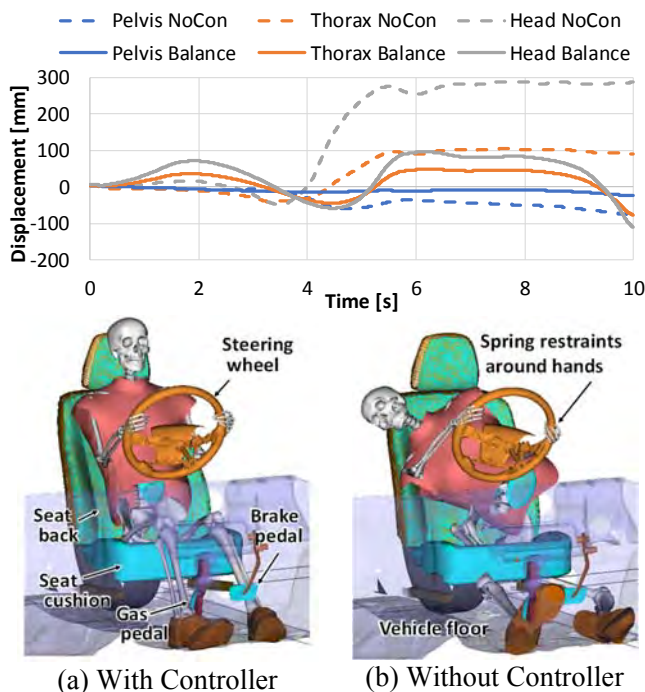 Pelvis NoCon Thorax NoCon Head NoCon
Pelvis Balance Thorax Balance Head Balance
300
200
100
0
-100
-200
Displacement [mm]
0 2 4 6 8 10
Time [s]
Steering
wheel
Seat
back
Brake
pedal
Seat
cushion
Gas
pedal
Spring restraints
around hands
Vehicle floor
(a) With Controller (b) Without Controller